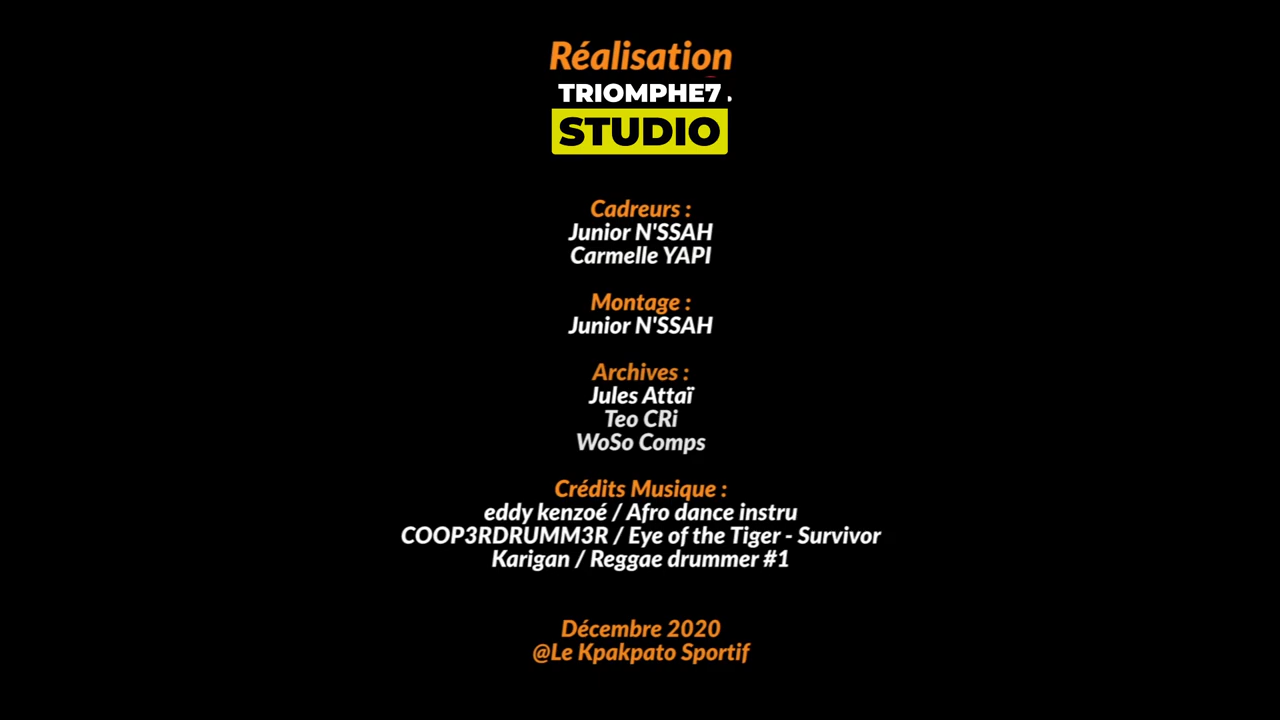 Réalisation
TRIOMPHE7
STUDIO
Cadreurs :
Junior N'SSAH
Carmelle YAPI
Montage :
Junior N'SSAH
Archives :
Jules Attaï
Teo CRi
WoSo Comps
Crédits Musique :
eddy kenzoé / Afro dance instru
COOP3RDRUMM3R / Eye of the Tiger - Survivor
Karigan / Reggae drummer #1
Décembre 2020
@Le Kpakpato Sportif